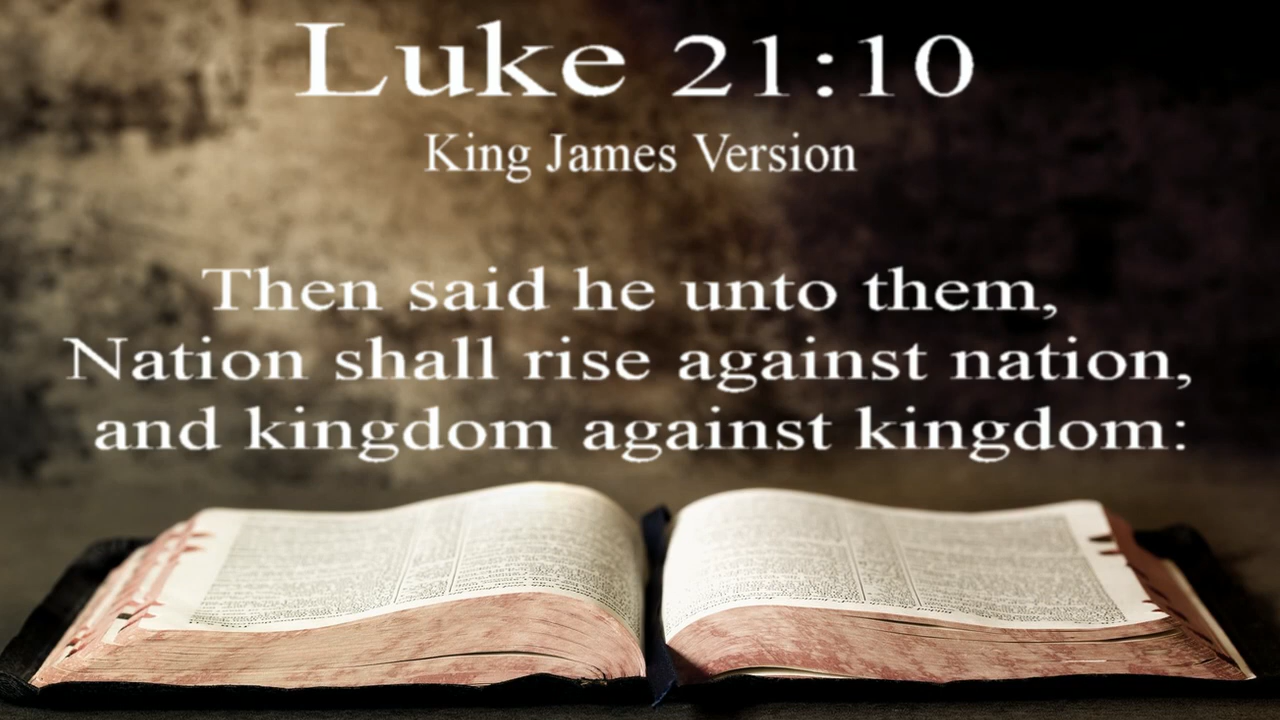 Luke 21:10
King James Version
Then said he unto them,
Nation shall rise against nation,
and kingdom against kingdom: